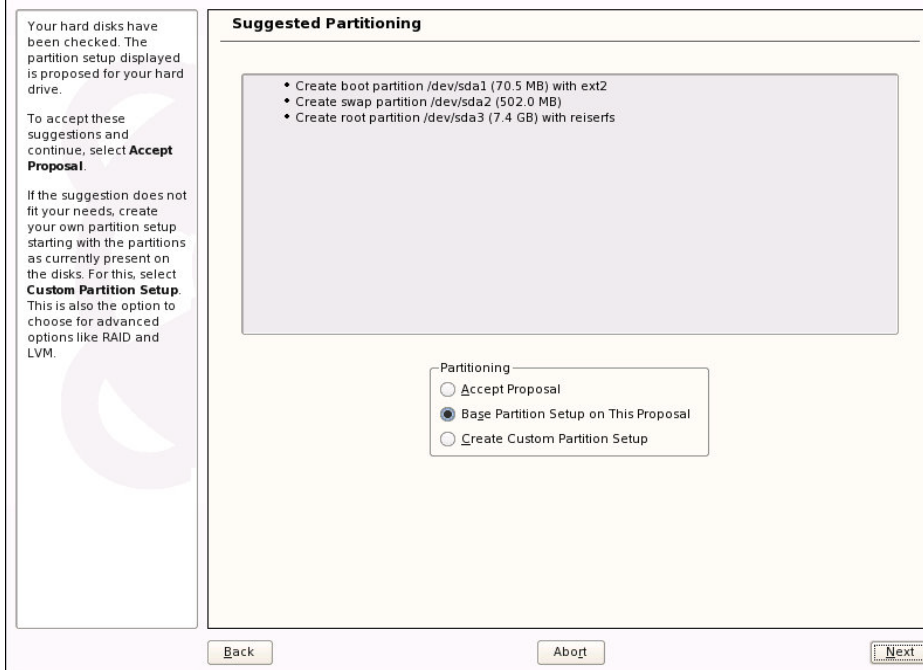 Your hard disks have
been checked. The
partition setup displayed
is proposed for your hard
drive.
To accept these
suggestions and
continue, select Accept
Proposal.
If the suggestion does not
fit your needs, create
your own partition setup
starting with the partitions
as currently present on
the disks. For this, select
Custom Partition Setup.
This is also the option to
choose for advanced
options like RAID and
LVM.
Suggested Partitioning
• Create boot partition /dev/sda1 (70.5 MB) with ext2
• Create swap partition /dev/sda2 (502.0 MB)
• Create root partition /dev/sda3 (7.4 GB) with reiserfs
Partitioning
Accept Proposal
Base Partition Setup on This Proposal
Create Custom Partition Setup
Back
Abort
Next